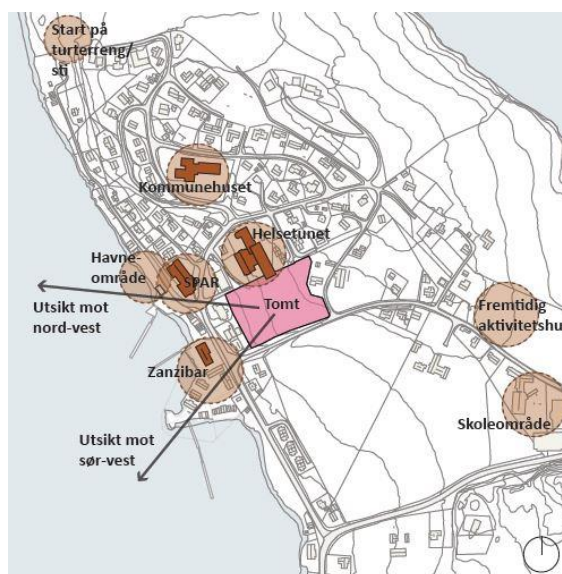 Start på
turterreng/
sti
Kommunehuset
Helsetunet
Havne-
område
SPAR
Utsikt mot
nord-vest
Tomt
Fremtidig
aktivitetshu
Zanzibar
Skoleområde
Utsikt mot
sør-vest